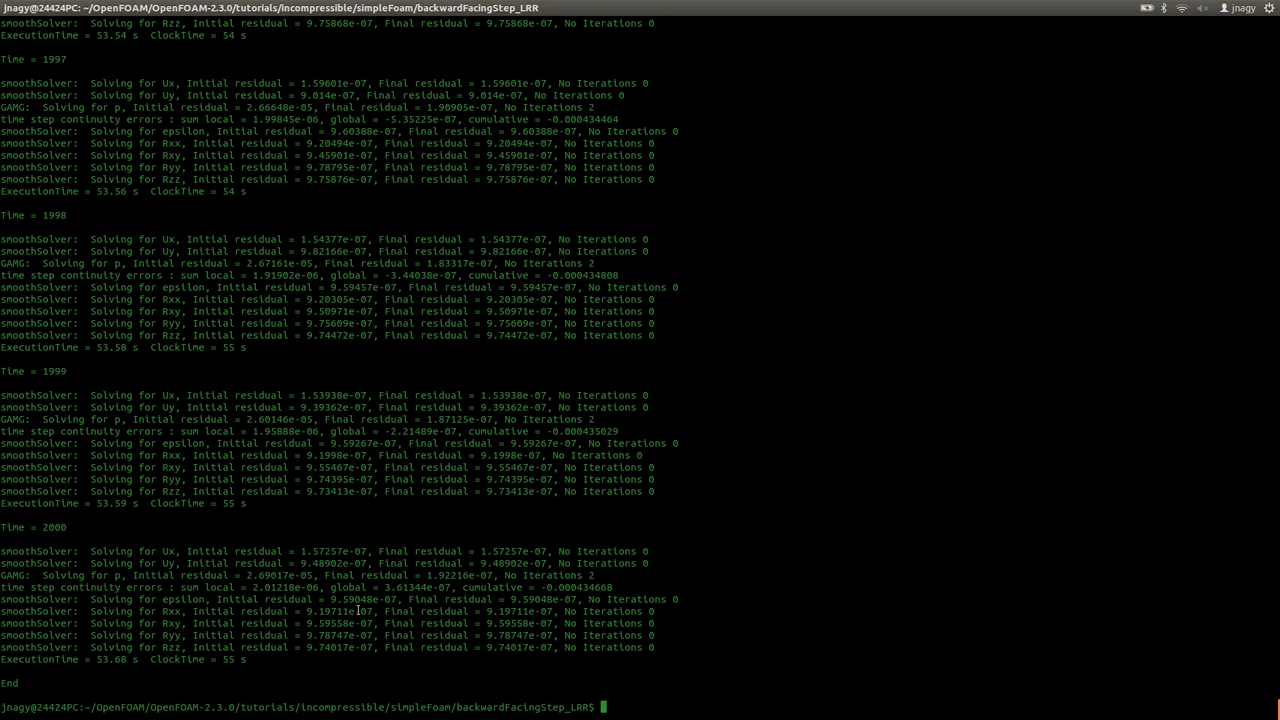 jnagy@24424PC: ~/OpenFOAM/OpenFOAM-2.3.0/tutorials/incompressible/simpleFoam/backwardFacingStep_LRR
jnagy
smoothSolver:  Solving for Rzz, Initial residual = 9.75868e-07, Final residual = 9.75868e-07, No Iterations 0
ExecutionTime = 53.54 s  ClockTime = 54 s
Time = 1997
smoothSolver:  Solving for Ux, Initial residual = 1.59601e-07, Final residual = 1.59601e-07, No Iterations 0
smoothSolver:  Solving for Uy, Initial residual = 9.014e-07, Final residual = 9.014e-07, No Iterations 0
GAMG:  Solving for p, Initial residual = 2.66648e-05, Final residual = 1.90905e-07, No Iterations 2
time step continuity errors : sum local = 1.99845e-06, global = -5.35225e-07, cumulative = -0.000434464
smoothSolver:  Solving for epsilon, Initial residual = 9.60388e-07, Final residual = 9.60388e-07, No Iterations 0
smoothSolver:  Solving for Rxx, Initial residual = 9.20494e-07, Final residual = 9.20494e-07, No Iterations 0
smoothSolver:  Solving for Rxy, Initial residual = 9.45901e-07, Final residual = 9.45901e-07, No Iterations 0
smoothSolver:  Solving for Ryy, Initial residual = 9.78795e-07, Final residual = 9.78795e-07, No Iterations 0
smoothSolver:  Solving for Rzz, Initial residual = 9.75876e-07, Final residual = 9.75876e-07, No Iterations 0
ExecutionTime = 53.56 s  ClockTime = 54 s
Time = 1998
smoothSolver:  Solving for Ux, Initial residual = 1.54377e-07, Final residual = 1.54377e-07, No Iterations 0
smoothSolver:  Solving for Uy, Initial residual = 9.82166e-07, Final residual = 9.82166e-07, No Iterations 0
GAMG:  Solving for p, Initial residual = 2.67161e-05, Final residual = 1.83317e-07, No Iterations 2
time step continuity errors : sum local = 1.91902e-06, global = -3.44038e-07, cumulative = -0.000434808
smoothSolver:  Solving for epsilon, Initial residual = 9.59457e-07, Final residual = 9.59457e-07, No Iterations 0
smoothSolver:  Solving for Rxx, Initial residual = 9.20305e-07, Final residual = 9.20305e-07, No Iterations 0
smoothSolver:  Solving for Rxy, Initial residual = 9.50971e-07, Final residual = 9.50971e-07, No Iterations 0
smoothSolver:  Solving for Ryy, Initial residual = 9.75609e-07, Final residual = 9.75609e-07, No Iterations 0
smoothSolver:  Solving for Rzz, Initial residual = 9.74472e-07, Final residual = 9.74472e-07, No Iterations 0
ExecutionTime = 53.58 s  ClockTime = 55 s
Time = 1999
smoothSolver:  Solving for Ux, Initial residual = 1.53938e-07, Final residual = 1.53938e-07, No Iterations 0
smoothSolver:  Solving for Uy, Initial residual = 9.39362e-07, Final residual = 9.39362e-07, No Iterations 0
GAMG:  Solving for p, Initial residual = 2.60146e-05, Final residual = 1.87125e-07, No Iterations 2
time step continuity errors : sum local = 1.95888e-06, global = -2.21489e-07, cumulative = -0.000435029
smoothSolver:  Solving for epsilon, Initial residual = 9.59267e-07, Final residual = 9.59267e-07, No Iterations 0
smoothSolver:  Solving for Rxx, Initial residual = 9.1998e-07, Final residual = 9.1998e-07, No Iterations 0
smoothSolver:  Solving for Rxy, Initial residual = 9.55467e-07, Final residual = 9.55467e-07, No Iterations 0
smoothSolver:  Solving for Ryy, Initial residual = 9.74395e-07, Final residual = 9.74395e-07, No Iterations 0
smoothSolver:  Solving for Rzz, Initial residual = 9.73413e-07, Final residual = 9.73413e-07, No Iterations 0
ExecutionTime = 53.59 s  ClockTime = 55 s
Time = 2000
smoothSolver:  Solving for Ux, Initial residual = 1.57257e-07, Final residual = 1.57257e-07, No Iterations 0
smoothSolver:  Solving for Uy, Initial residual = 9.48902e-07, Final residual = 9.48902e-07, No Iterations 0
GAMG:  Solving for p, Initial residual = 2.69017e-05, Final residual = 1.92216e-07, No Iterations 2
time step continuity errors : sum local = 2.01218e-06, global = 3.61344e-07, cumulative = -0.000434668
smoothSolver:  Solving for epsilon, Initial residual = 9.59048e-07, Final residual = 9.59048e-07, No Iterations 0
smoothSolver:  Solving for Rxx, Initial residual = 9.19711e-07, Final residual = 9.19711e-07, No Iterations 0
smoothSolver:  Solving for Rxy, Initial residual = 9.59558e-07, Final residual = 9.59558e-07, No Iterations 0
smoothSolver:  Solving for Ryy, Initial residual = 9.78747e-07, Final residual = 9.78747e-07, No Iterations 0
smoothSolver:  Solving for Rzz, Initial residual = 9.74017e-07, Final residual = 9.74017e-07, No Iterations 0
ExecutionTime = 53.68 s  ClockTime = 55 s
End
jnagy@24424PC:~/OpenFOAM/OpenFOAM-2.3.0/tutorials/incompressible/simpleFoam/backwardFacingStep_LRR$